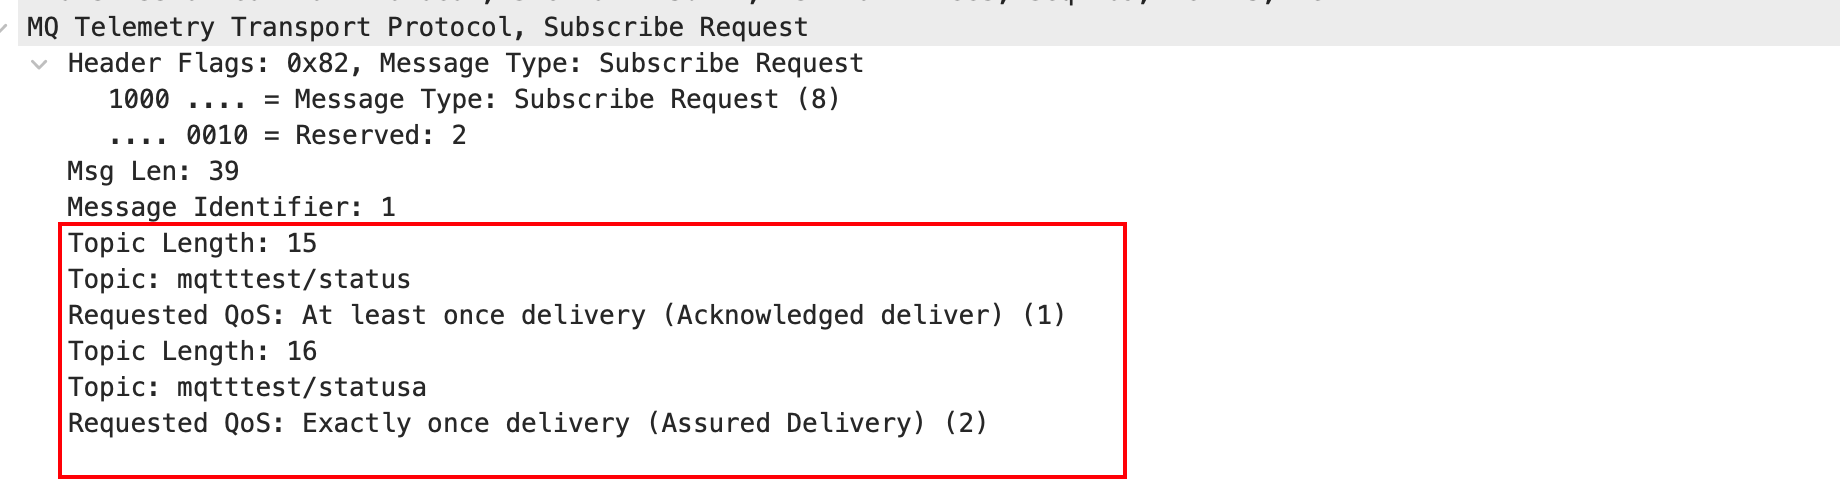 MQ Telemetry Transport Protocol, Subscribe Request
Header Flags: 0x82, Message Type: Subscribe Request
1000 .... = Message Type: Subscribe Request (8)
.... 0010 = Reserved: 2
Msg Len: 39
Message Identifier: 1
Topic Length: 15
Topic: mqtttest/status
Requested QoS: At least once delivery (Acknowledged deliver) (1)
Topic Length: 16
Topic: mqtttest/statusa
Requested QoS: Exactly once delivery (Assured Delivery) (2)